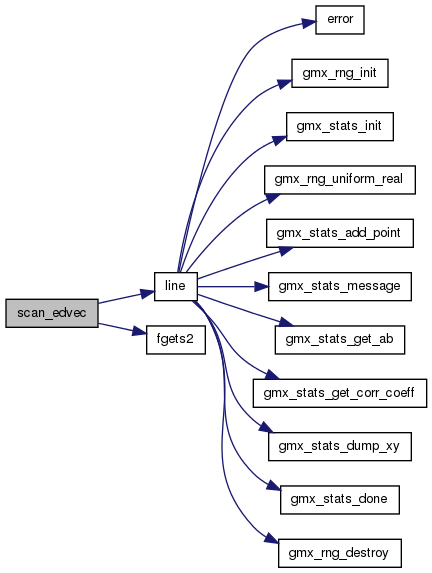 scan_edvec
line
fgets2
error
gmx_rng_init
gmx_stats_init
gmx_rng_uniform_real
gmx_stats_add_point
gmx_stats_message
gmx_stats_get_ab
gmx_stats_get_corr_coeff
gmx_stats_dump_xy
gmx_stats_done
gmx_rng_destroy